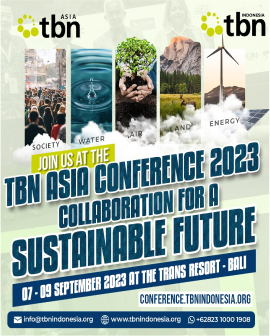 ASIA
tbn
INDONESIA
tbn
SOCIETY
WATER
AIR
LAND
ENERGY
JOIN US AT THE
TBN ASIA CONFERENCE 2023
COLLABORATION FOR A
SUSTAINABLE FUTURE
07 - 09 SEPTEMBER 2023 AT THE TRANS RESORT - BALI
CONFERENCE.TBNINDONESIA.ORG
info@tbnindonesia.org
www.tbnindonesia.org
+62823 1000 1908